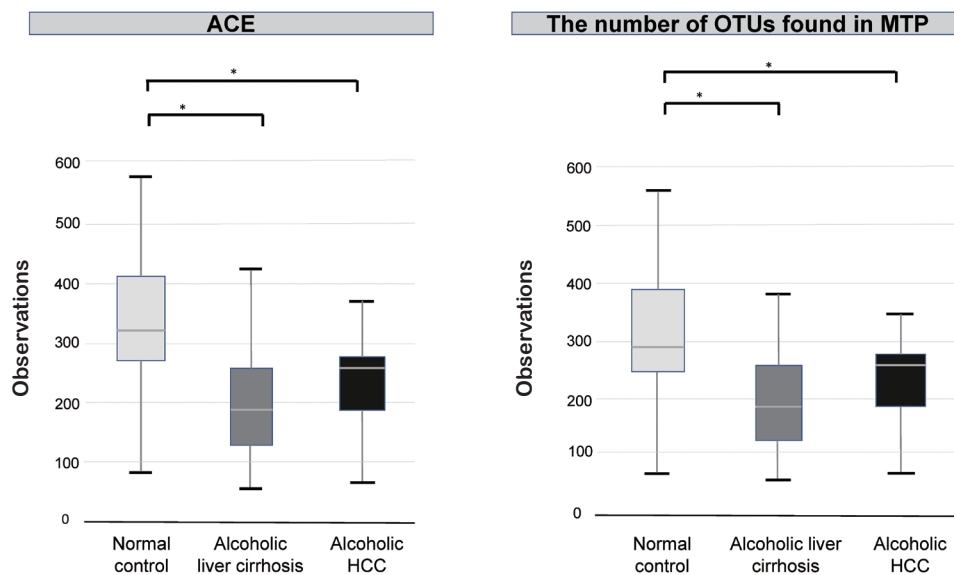 ACE
*
*
600
500
400
300
200
100
0
Observations
Normal
control
Alcoholic
liver cirrhosis
Alcoholic
HCC
The number of OTUs found in MTP
*
*
600
500
400
300
200
100
0
Observations
Normal
control
Alcoholic liver
cirrhosis
Alcoholic
HCC